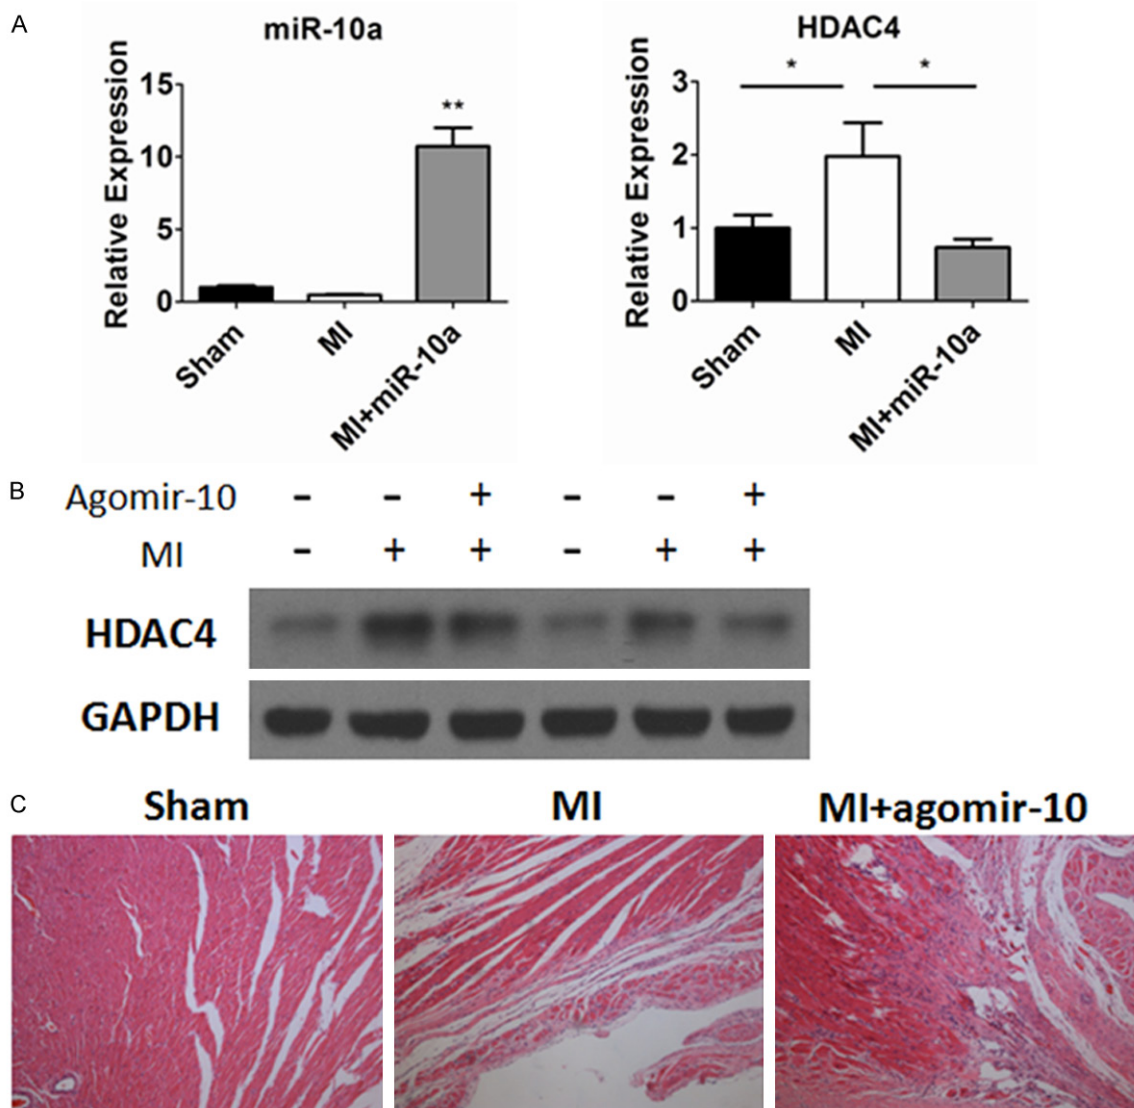 A
miR-10a
Relative Expression
15
10
5
0
**
Sham
MI
MI+miR-10a
HDAC4
Relative Expression
3
2
1
0
*
*
Sham
MI
MI+miR-10a
B
Agomir-10 - - + - - +
MI - + + - + +
HDAC4
GAPDH
C
Sham MI MI+agomir-10